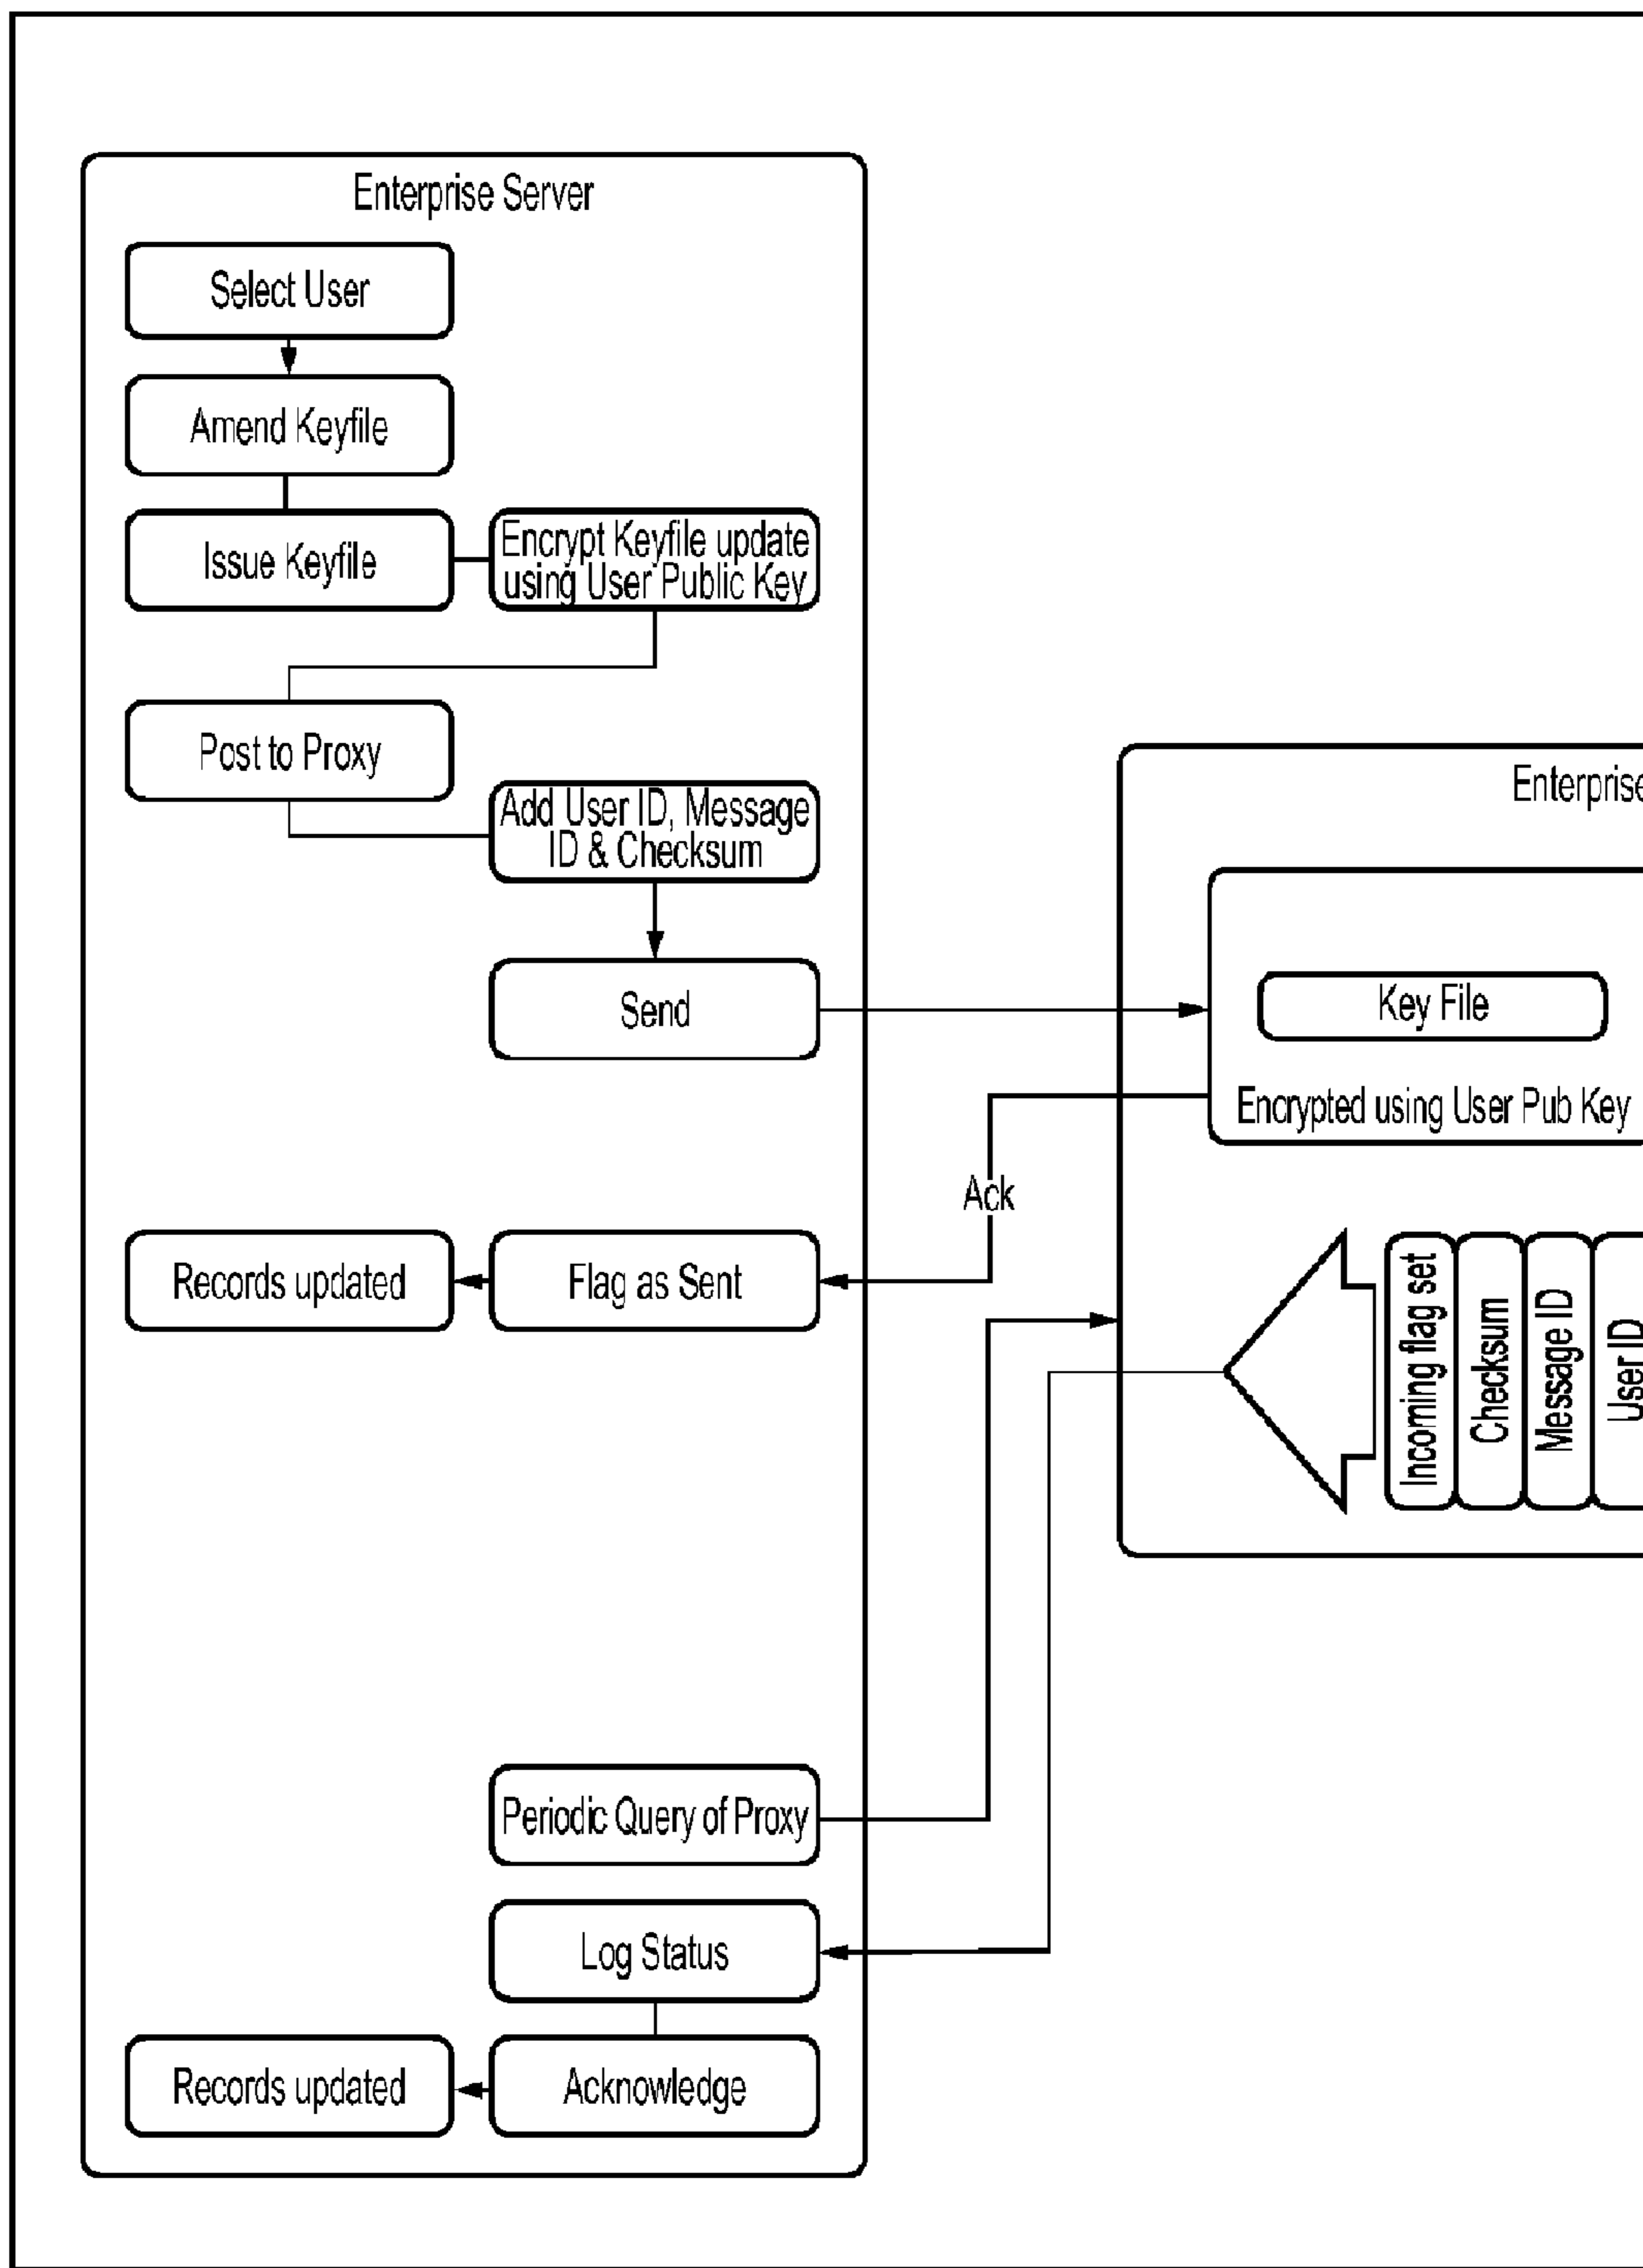 Enterprise Server
Select User
Amend Keyfile
Issue Keyfile
Encrypt Keyfile update
using User Public Key
Post to Proxy
Add User ID, Message
ID & Checksum
Send
Enterprise
Key File
Encrypted using User Pub Key
Ack
Records updated
Flag as Sent
Incoming flag set
Checksum
Message ID
User ID
Periodic Query of Proxy
Log Status
Records updated
Acknowledge